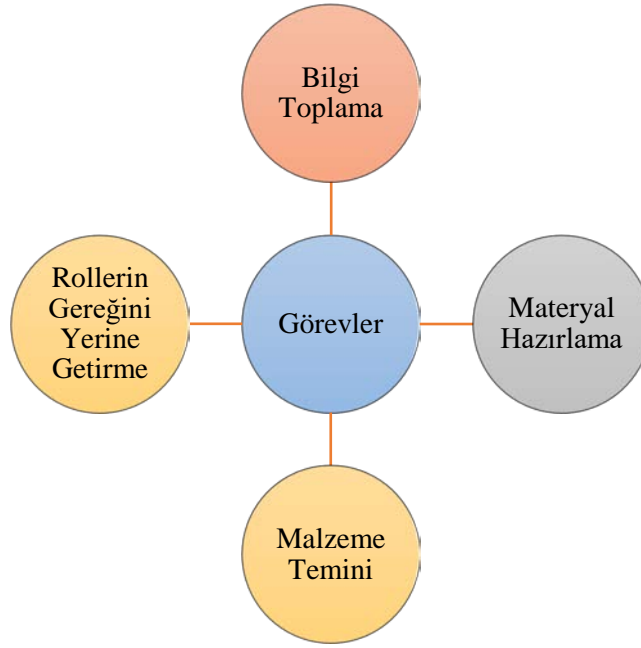 Bilgi
Toplama
Rollerin
Gereğini
Yerine
Getirme
Görevler
Materyal
Hazırlama
Malzeme
Temini